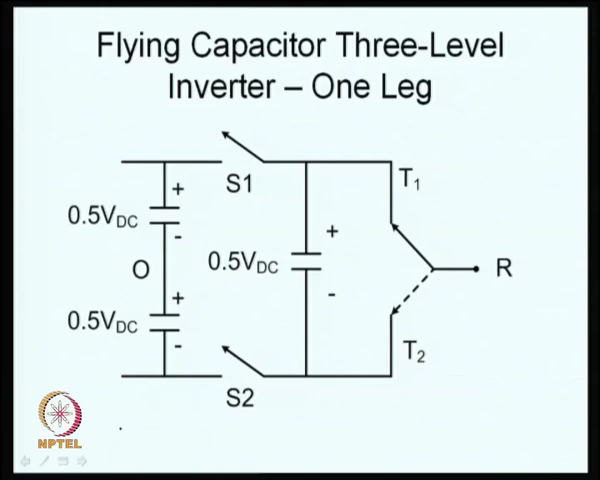 Flying Capacitor Three-Level
Inverter – One Leg
S1
T1
+
0.5VDC
-
+
0.5VDC
O
R
+
-
0.5VDC
T2
-
S2
NPTEL